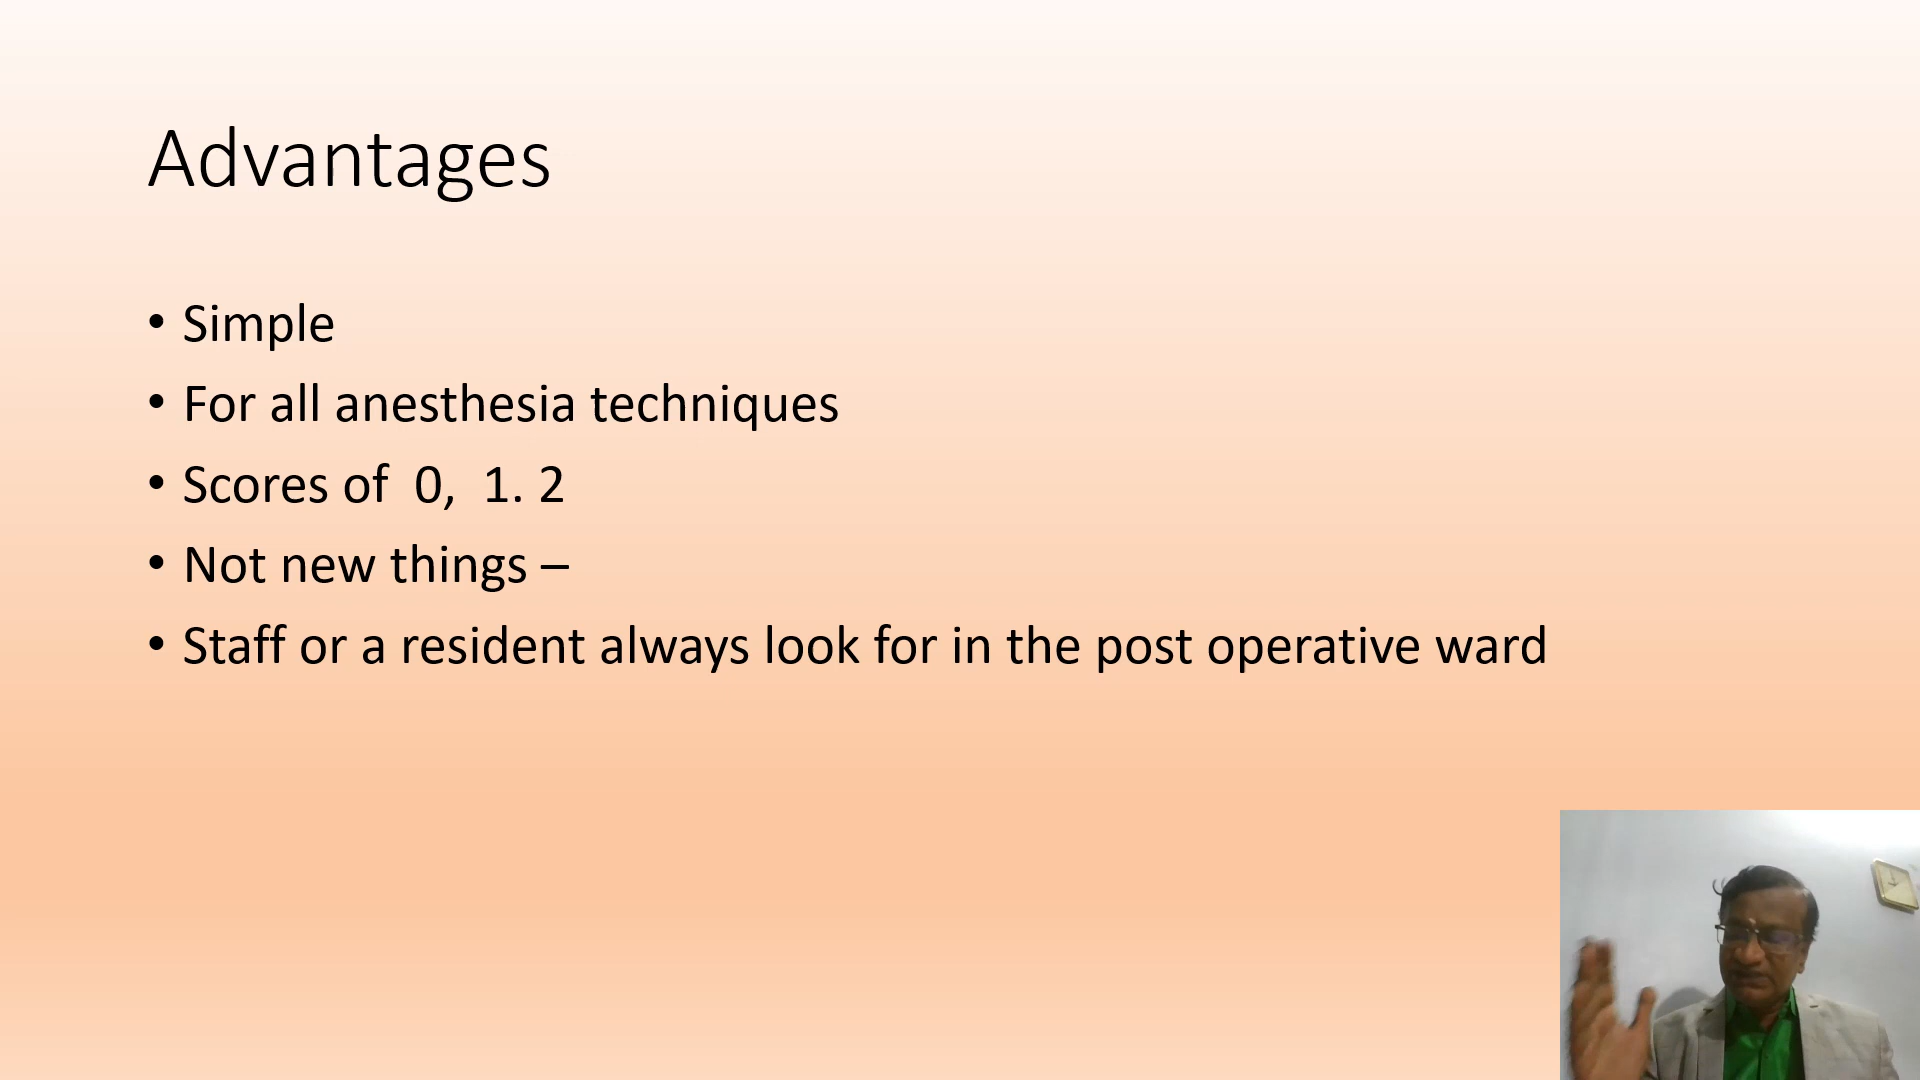 Advantages
• Simple
• For all anesthesia techniques
• Scores of  0,  1. 2
• Not new things –
• Staff or a resident always look for in the post operative ward